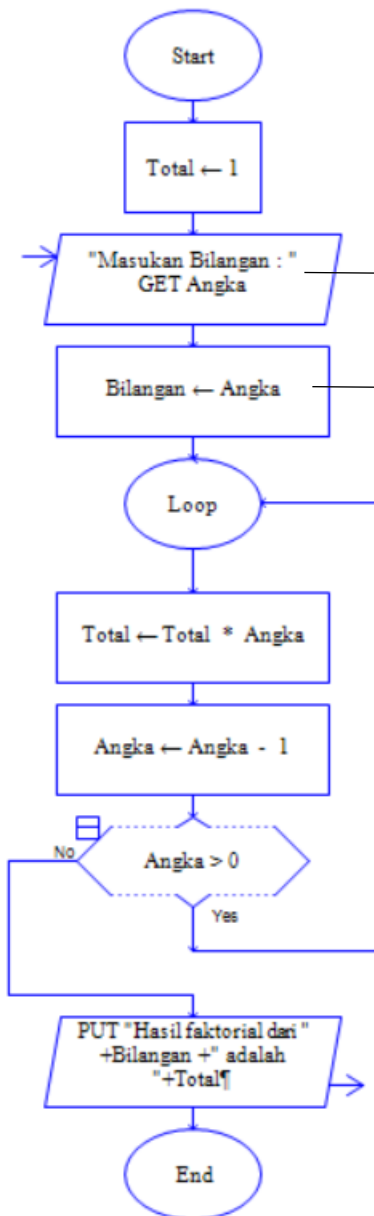 Start
Total ← 1
"Masukan Bilangan : "
GET Angka
Bilangan ← Angka
Loop
Total ← Total * Angka
Angka ← Angka - 1
Angka > 0
No
Yes
PUT "Hasil faktorial dari "
+Bilangan +" adalah
"+Total¶
End